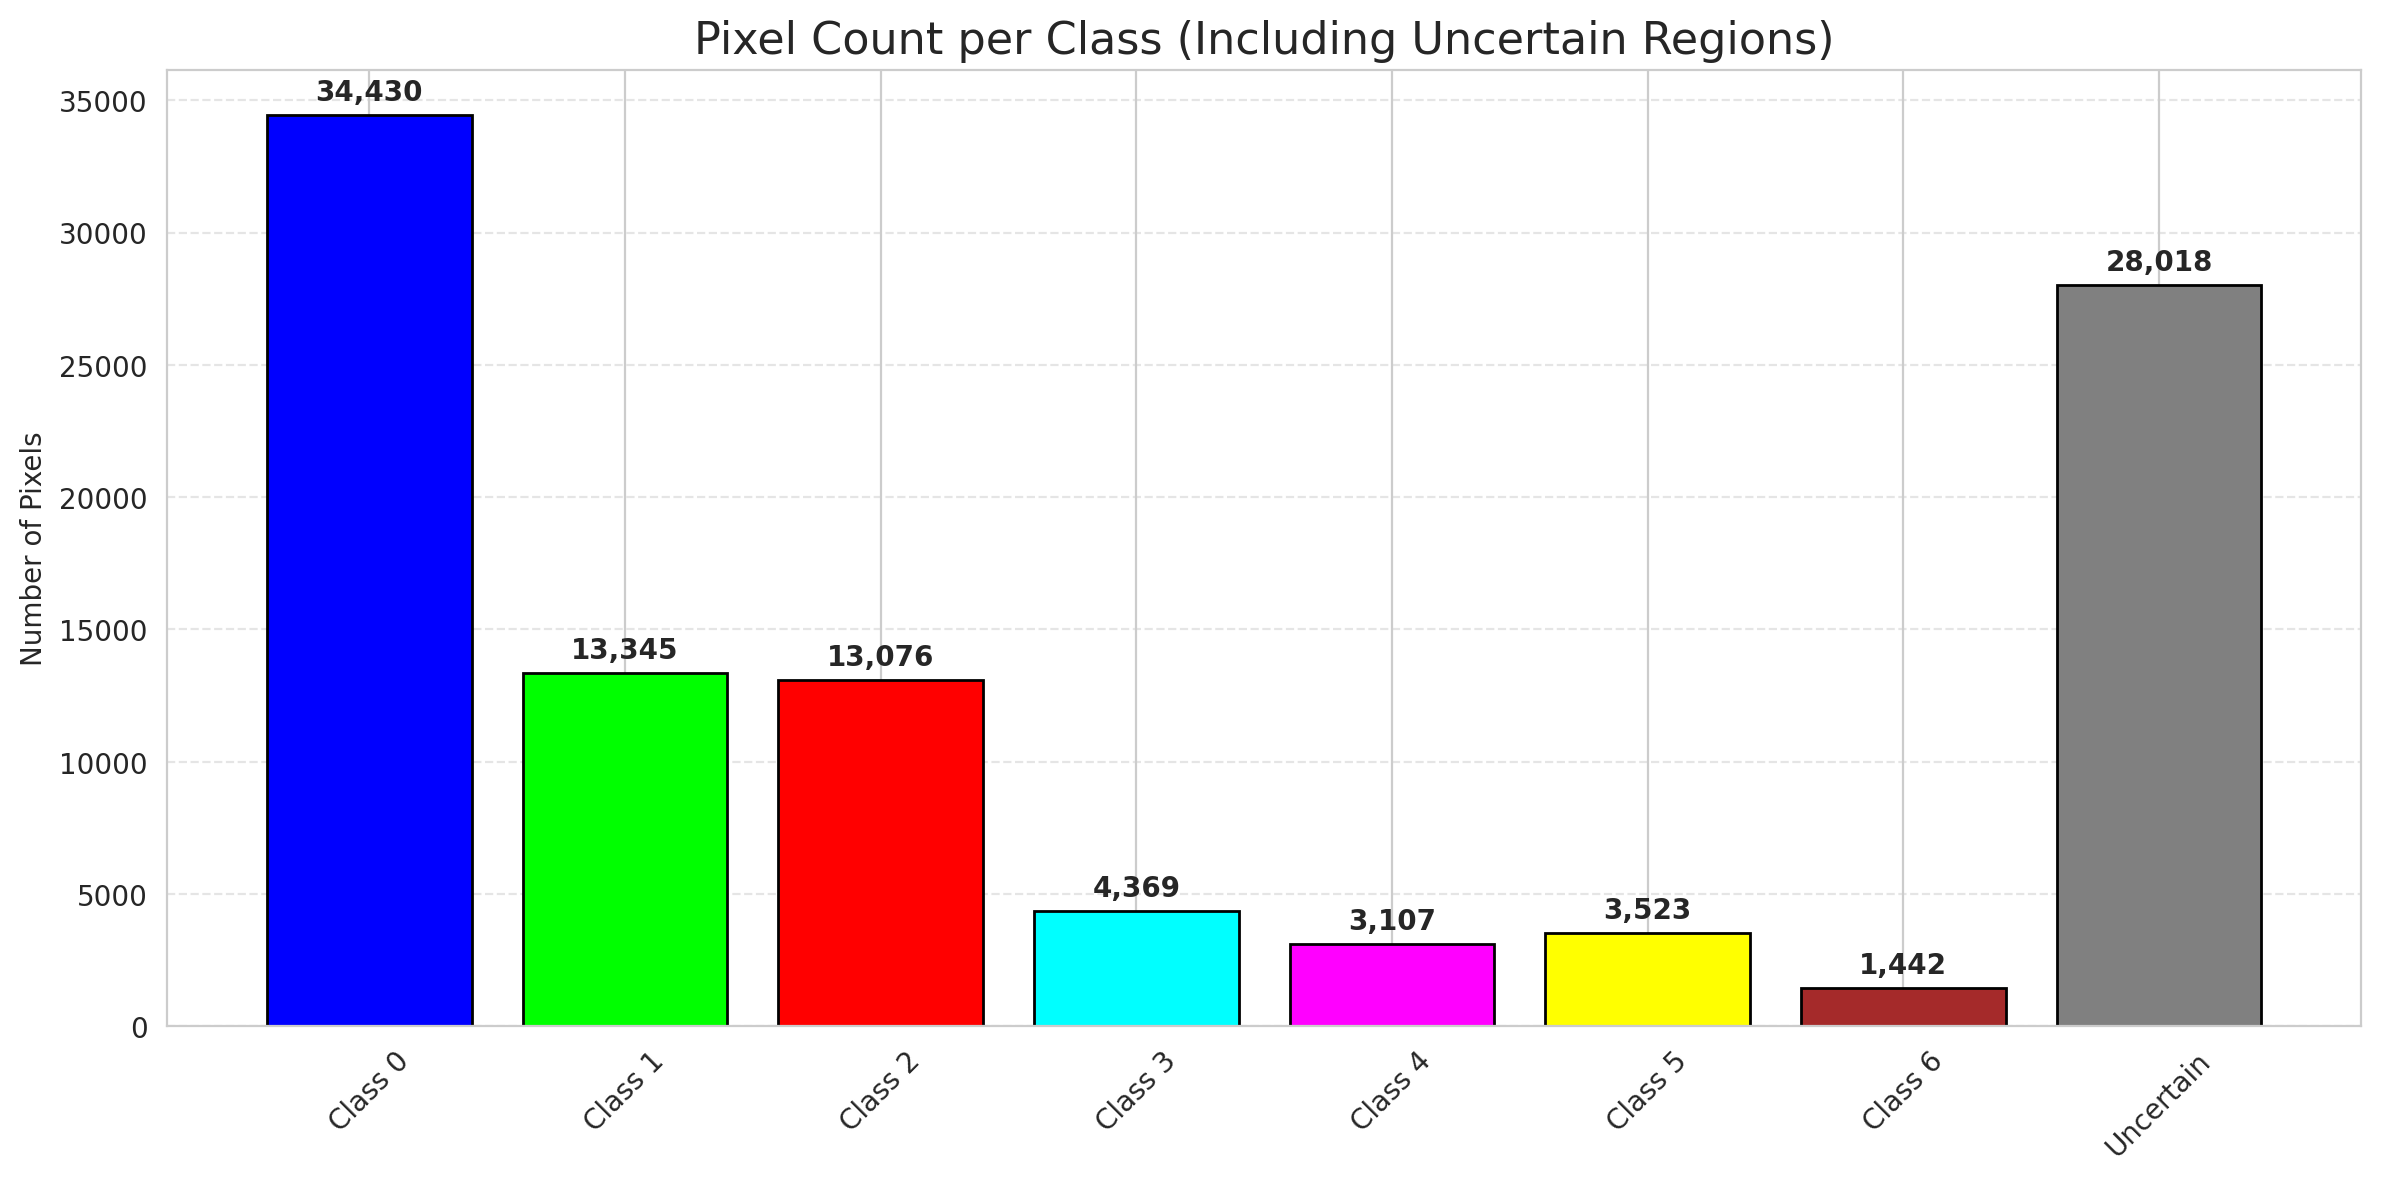 Pixel Count per Class (Including Uncertain Regions)
Number of Pixels
35000
30000
25000
20000
15000
10000
5000
0
34,430
13,345
13,076
4,369
3,107
3,523
1,442
28,018
Class 0
Class 1
Class 2
Class 3
Class 4
Class 5
Class 6
Uncertain